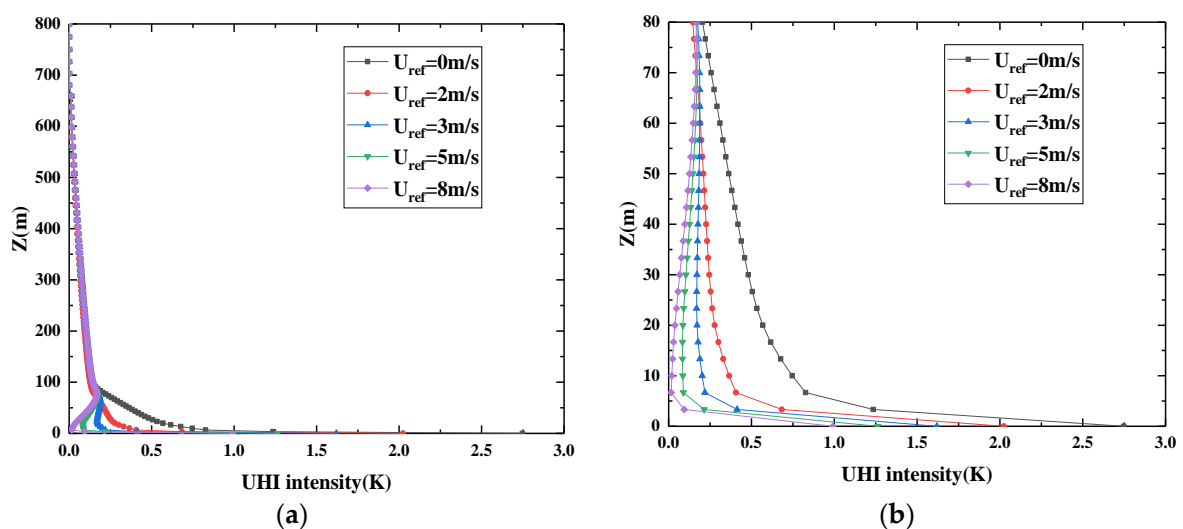 800
700
600
500
400
300
200
100
0
Z(m)
0.0 0.5 1.0 1.5 2.0 2.5 3.0
UHI intensity(K)
U_ref=0m/s
U_ref=2m/s
U_ref=3m/s
U_ref=5m/s
U_ref=8m/s
(a)
80
70
60
50
40
30
20
10
0
Z(m)
0.0 0.5 1.0 1.5 2.0 2.5 3.0
UHI intensity(K)
U_ref=0m/s
U_ref=2m/s
U_ref=3m/s
U_ref=5m/s
U_ref=8m/s
(b)